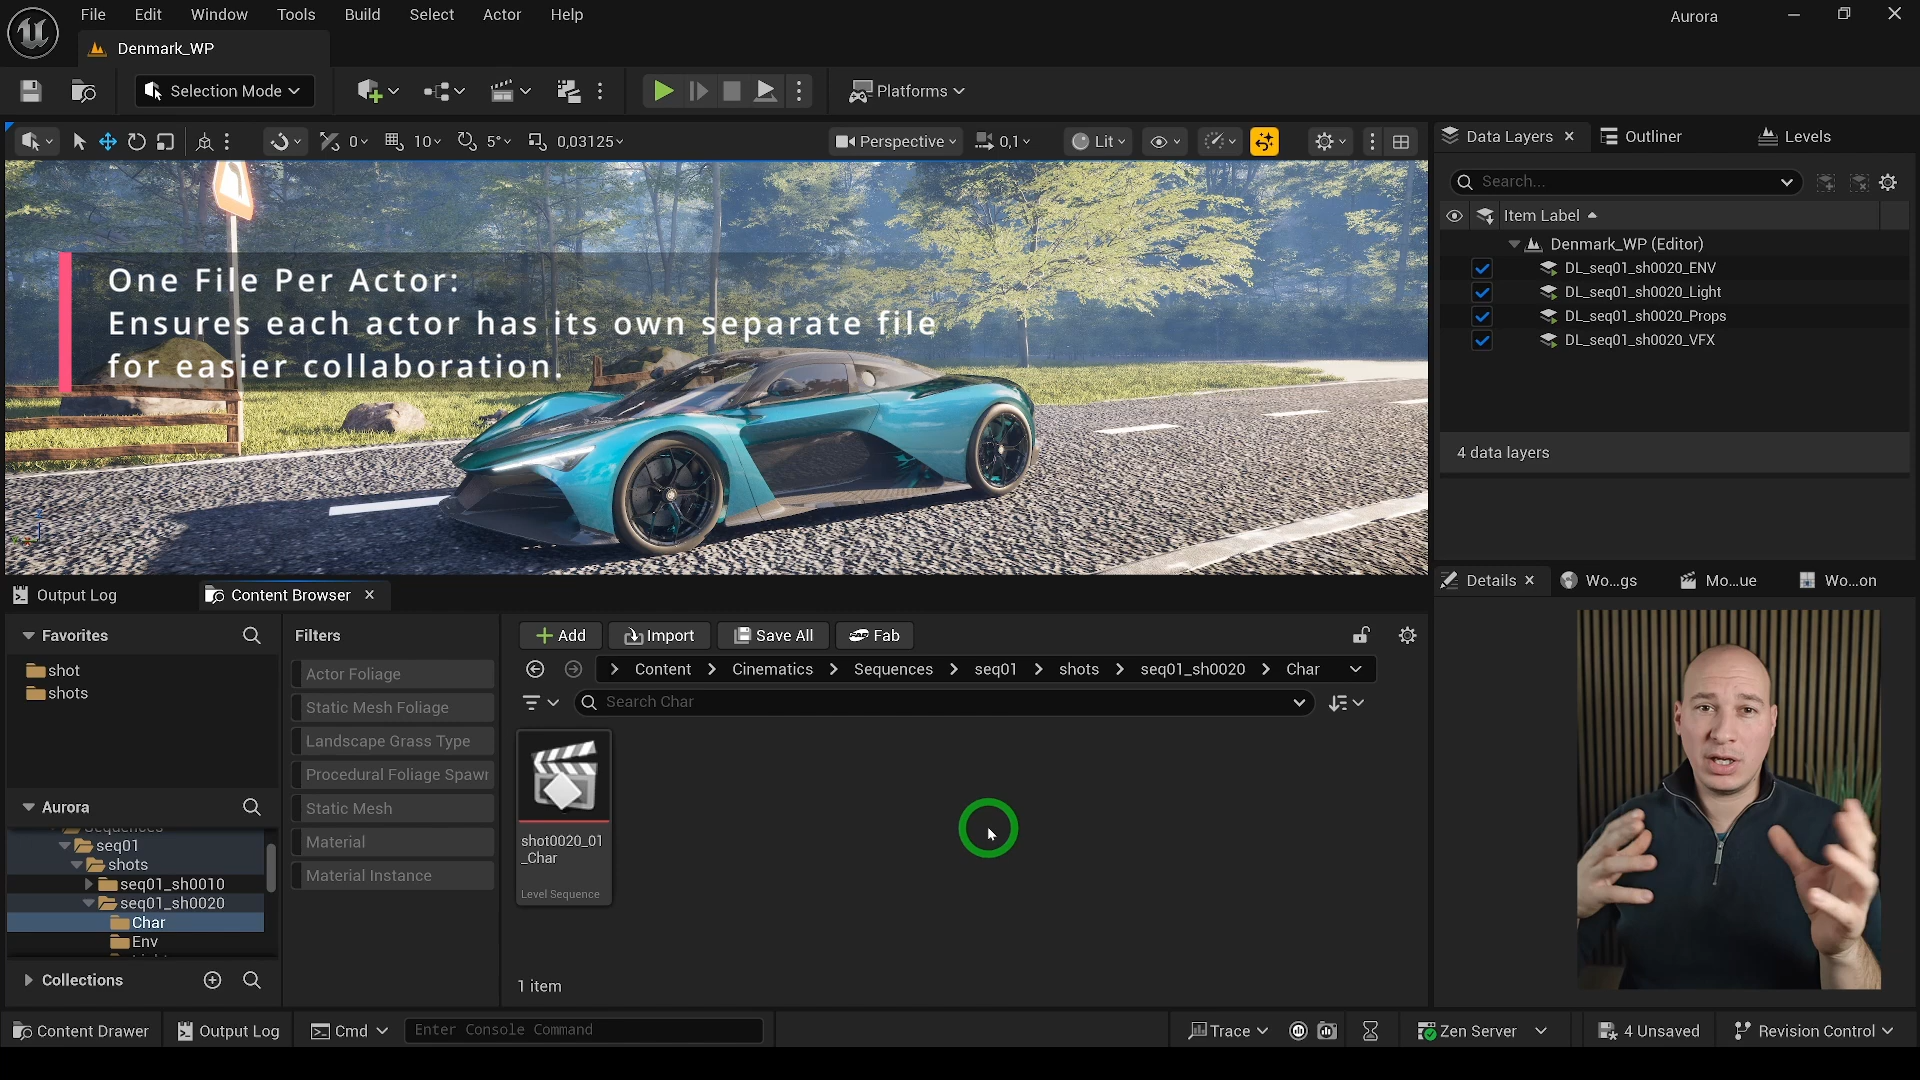 File Edit Window Tools Build Select Actor Help
Aurora
Denmark_WP
Selection Mode
Platforms
0 10 5° 0,03125
Perspective 0,1 Lit
Data Layers Outliner Levels
Search...
Item Label
Denmark_WP (Editor)
DL_seq01_sh0020_ENV
DL_seq01_sh0020_Light
DL_seq01_sh0020_Props
DL_seq01_sh0020_VFX
4 data layers
One File Per Actor:
Ensures each actor has its own separate file
for easier collaboration.
Output Log Content Browser
Details Wo...gs Mo...ue Wo...on
Favorites
shot
shots
Aurora
Sequences
seq01
shots
seq01_sh0010
seq01_sh0020
Char
Env
Collections
Filters
Actor Foliage
Static Mesh Foliage
Landscape Grass Type
Procedural Foliage Spawn
Static Mesh
Material
Material Instance
Add Import Save All Fab
Content Cinematics Sequences seq01 shots seq01_sh0020 Char
Search Char
shot0020_01
_Char
Level Sequence
1 item
Content Drawer Output Log Cmd Enter Console Command
Trace Zen Server 4 Unsaved Revision Control